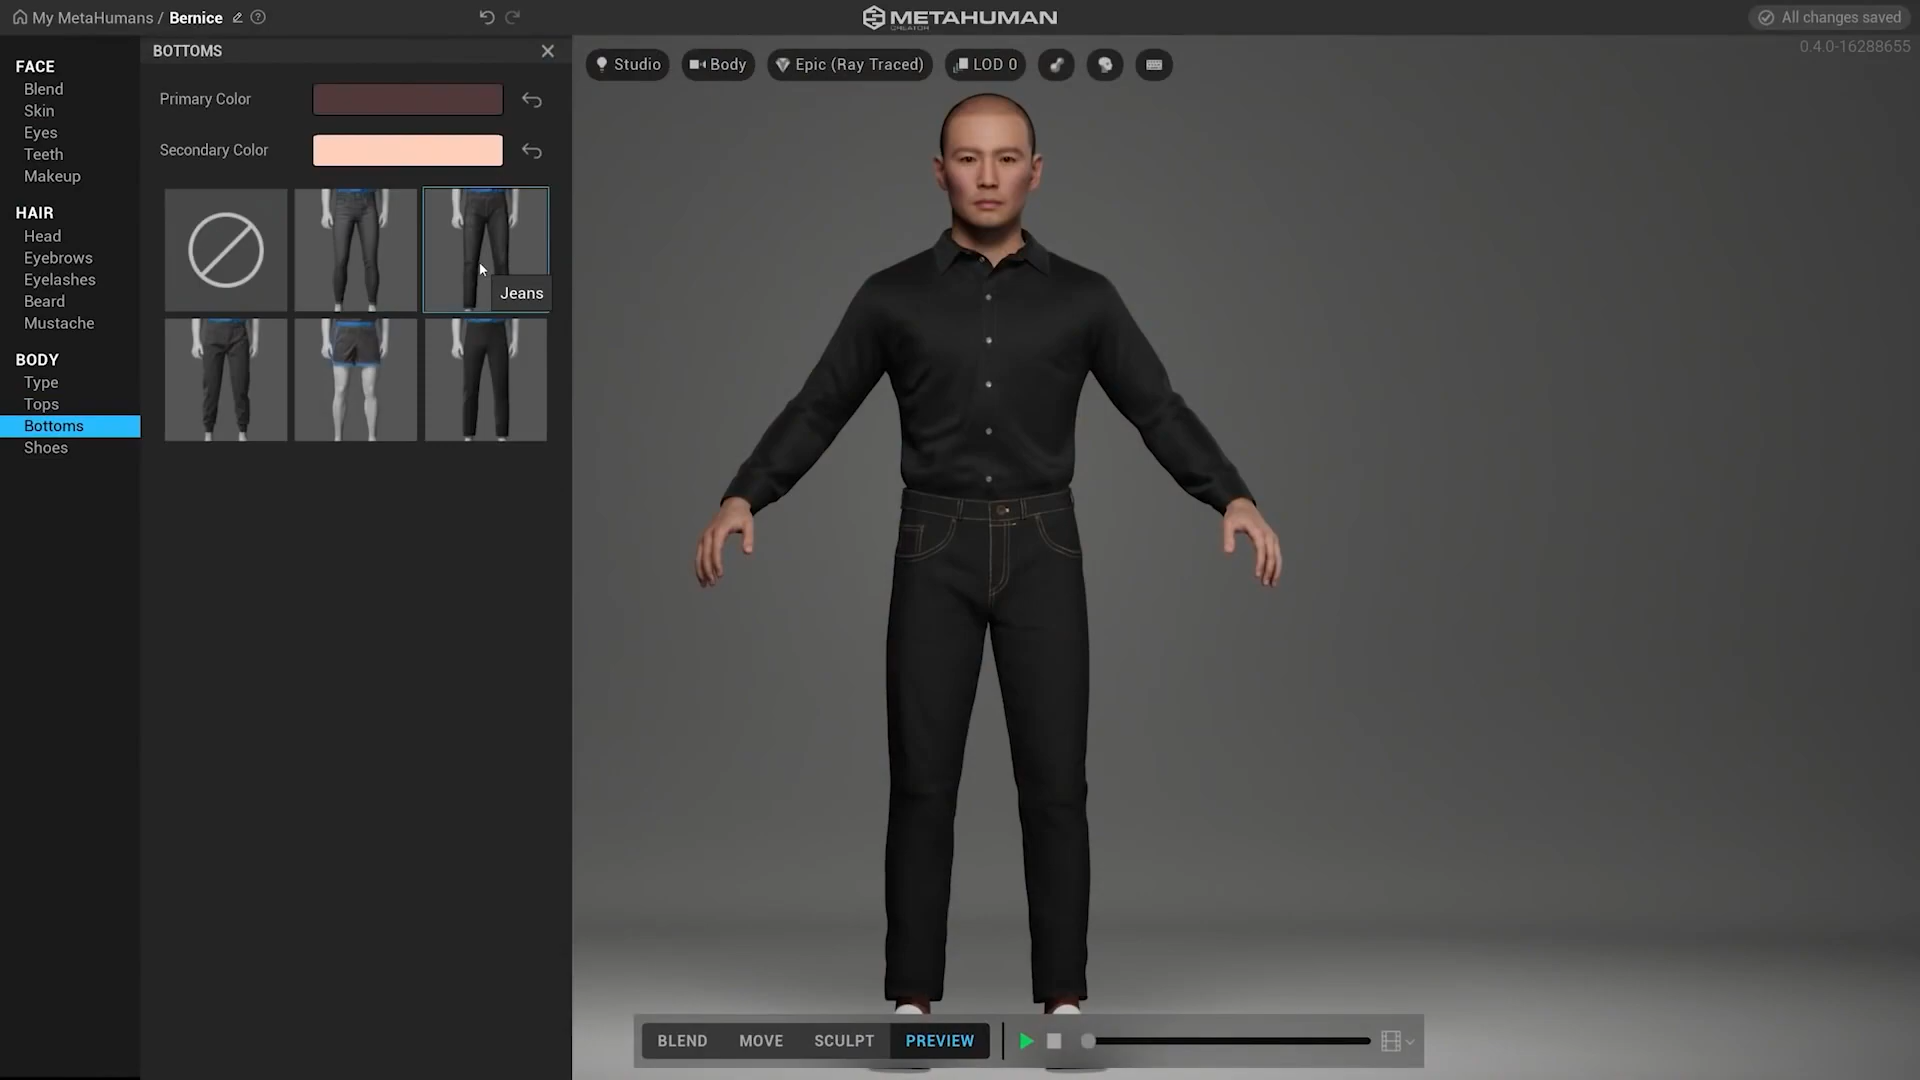 My MetaHumans / Bernice
METAHUMAN
CREATOR
All changes saved
0.4.0-16288655
FACE
Blend
Skin
Eyes
Teeth
Makeup
HAIR
Head
Eyebrows
Eyelashes
Beard
Mustache
BODY
Type
Tops
Bottoms
Shoes
BOTTOMS
Primary Color
Secondary Color
Jeans
Studio
Body
Epic (Ray Traced)
LOD 0
BLEND
MOVE
SCULPT
PREVIEW